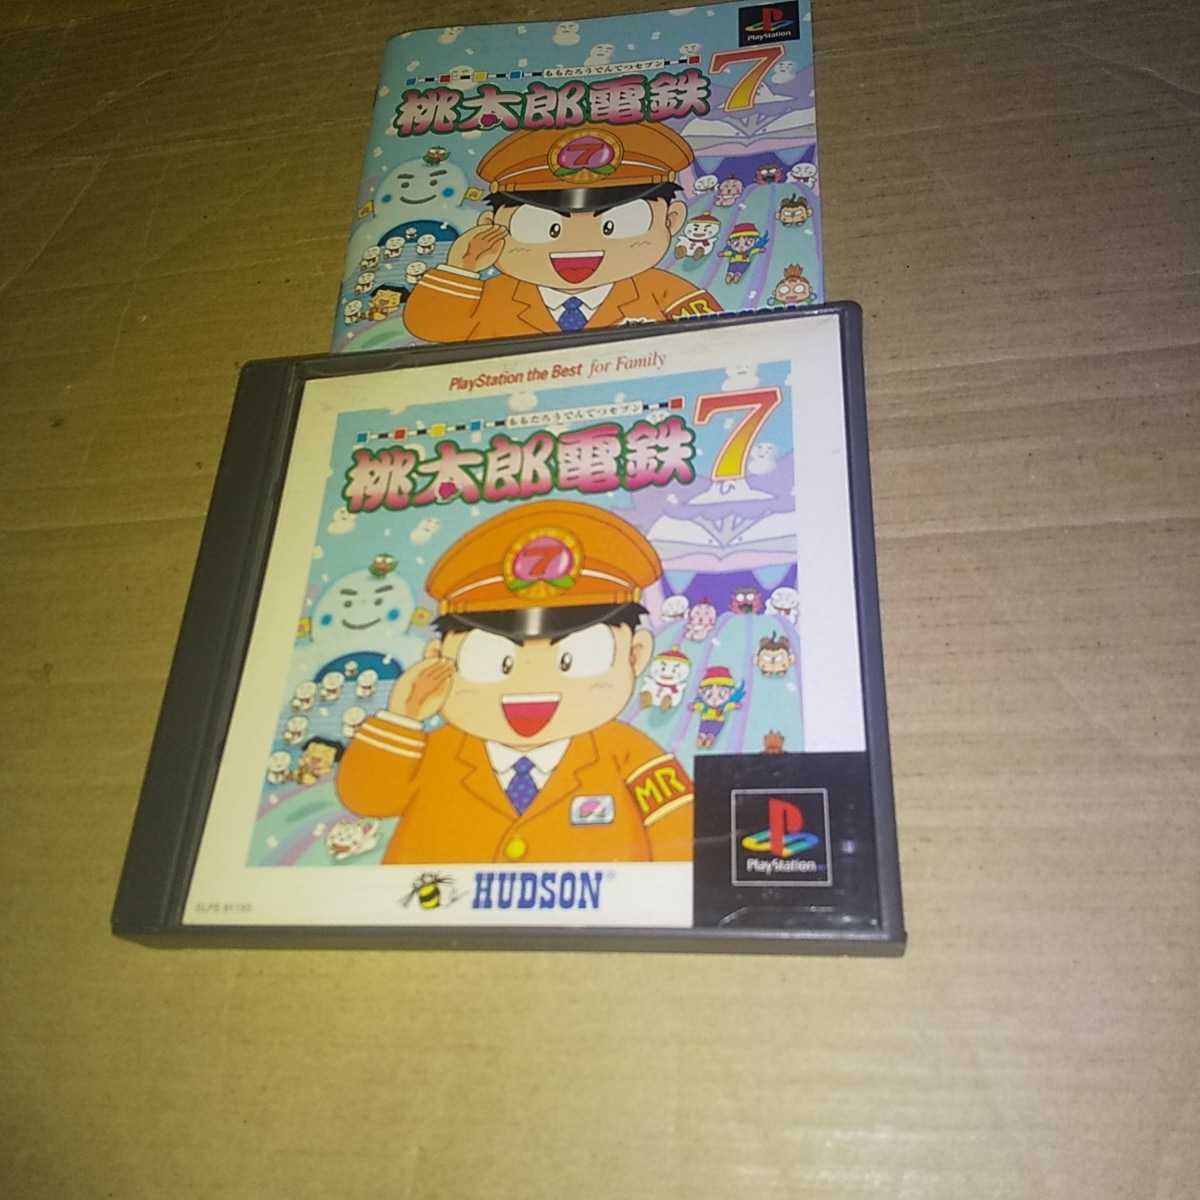 PlayStation
ももたろうでんてつセブン
桃太郎電鉄7
7
MR
PlayStation the Best for Family
ももたろうでんてつセブン
桃太郎電鉄7
7
MR
HUDSON®
PlayStation